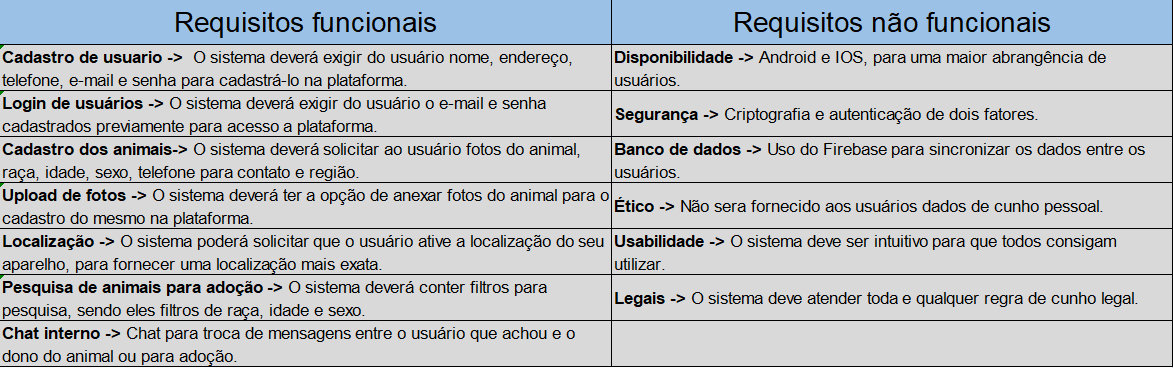 Requisitos funcionais
Requisitos não funcionais
Cadastro de usuario -> O sistema deverá exigir do usuário nome, endereço,
telefone, e-mail e senha para cadastrá-lo na plataforma.
Disponibilidade -> Android e IOS, para uma maior abrangência de
usuários.
Login de usuários -> O sistema deverá exigir do usuário o e-mail e senha
cadastrados previamente para acesso a plataforma.
Segurança -> Criptografia e autenticação de dois fatores.
Cadastro dos animais-> O sistema deverá solicitar ao usuário fotos do animal,
raça, idade, sexo, telefone para contato e região.
Banco de dados -> Uso do Firebase para sincronizar os dados entre os
usuários.
Upload de fotos -> O sistema deverá ter a opção de anexar fotos do animal para o
cadastro do mesmo na plataforma.
Ético -> Não sera fornecido aos usuários dados de cunho pessoal.
Localização -> O sistema poderá solicitar que o usuário ative a localização do seu
aparelho, para fornecer uma localização mais exata.
Usabilidade -> O sistema deve ser intuitivo para que todos consigam
utilizar.
Pesquisa de animais para adoção -> O sistema deverá conter filtros para
pesquisa, sendo eles filtros de raça, idade e sexo.
Legais -> O sistema deve atender toda e qualquer regra de cunho legal.
Chat interno -> Chat para troca de mensagens entre o usuário que achou e o
dono do animal ou para adoção.